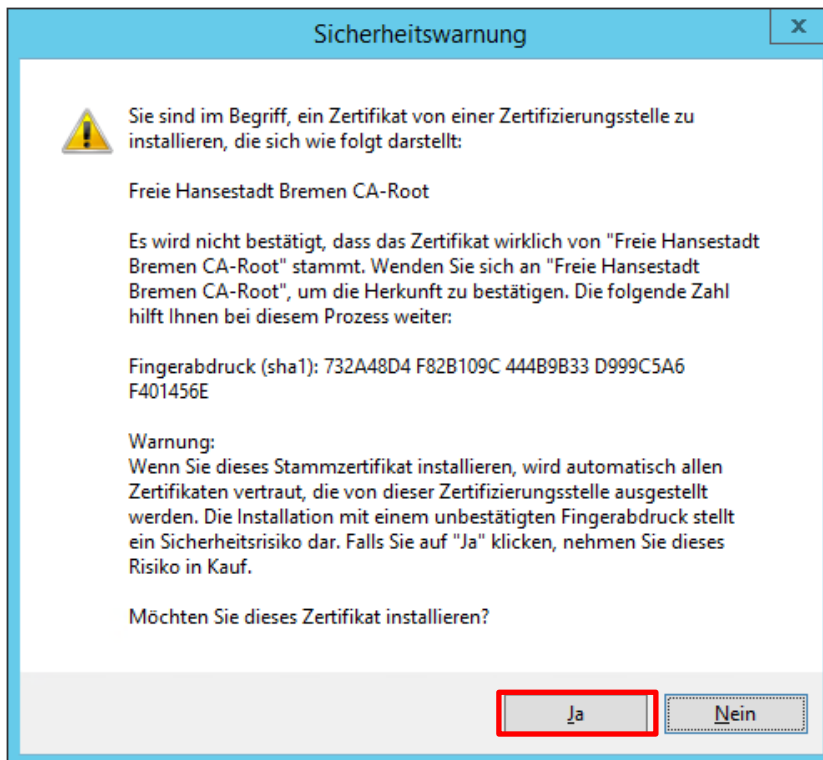 Sicherheitswarnung
x
Sie sind im Begriff, ein Zertifikat von einer Zertifizierungsstelle zu
installieren, die sich wie folgt darstellt:
Freie Hansestadt Bremen CA-Root
Es wird nicht bestätigt, dass das Zertifikat wirklich von "Freie Hansestadt
Bremen CA-Root" stammt. Wenden Sie sich an "Freie Hansestadt
Bremen CA-Root", um die Herkunft zu bestätigen. Die folgende Zahl
hilft Ihnen bei diesem Prozess weiter:
Fingerabdruck (sha1): 732A48D4 F82B109C 444B9B33 D999C5A6
F401456E
Warnung:
Wenn Sie dieses Stammzertifikat installieren, wird automatisch allen
Zertifikaten vertraut, die von dieser Zertifizierungsstelle ausgestellt
werden. Die Installation mit einem unbestätigten Fingerabdruck stellt
ein Sicherheitsrisiko dar. Falls Sie auf "Ja" klicken, nehmen Sie dieses
Risiko in Kauf.
Möchten Sie dieses Zertifikat installieren?
Ja
Nein